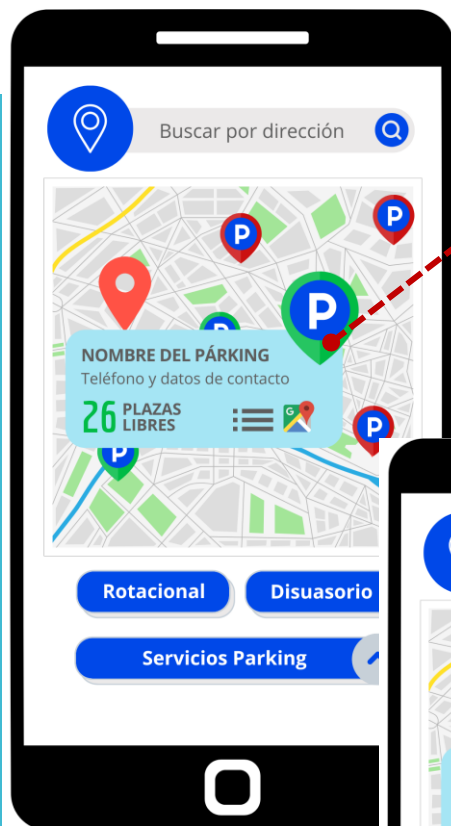 Buscar por dirección
P
P
P
NOMBRE DEL PÁRKING
Teléfono y datos de contacto
26 PLAZAS
LIBRES
G
P
P
Rotacional
Disuasorio
Servicios Parking